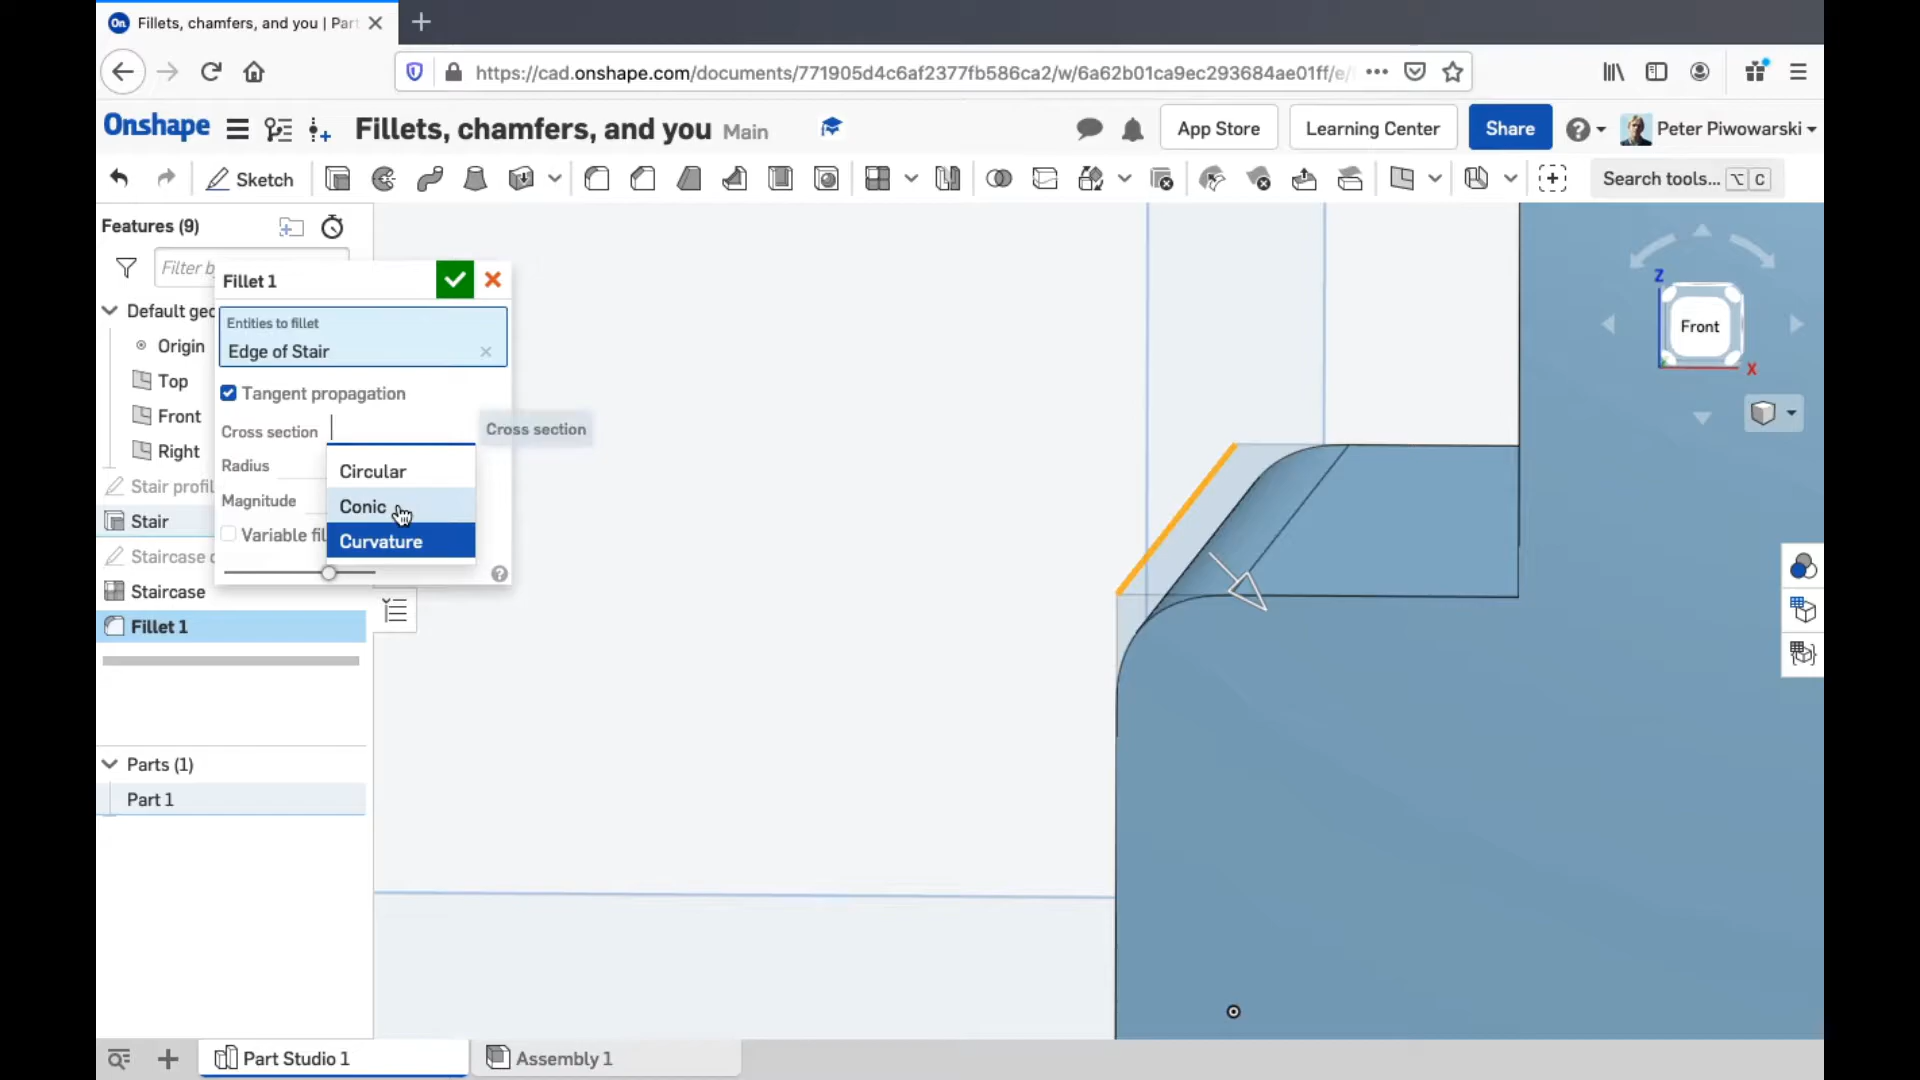 Fillets, chamfers, and you | Part
https://cad.onshape.com/documents/771905d4c6af2377fb586ca2/w/6a62b01ca9ec293684ae01ff/e/
Onshape Fillets, chamfers, and you Main App Store Learning Center Share Peter Piwowarski
Sketch Search tools... ⌥ C
Features (9)
Filter b
Fillet 1
Default geo
Entities to fillet
Edge of Stair
Origin
Top
Tangent propagation
Front
Cross section
Cross section
Right
Radius
Circular
Stair profil
Magnitude
Conic
Stair
Variable fil
Curvature
Staircase
Staircase
Fillet 1
Parts (1)
Part 1
Z
Front
X
Part Studio 1
Assembly 1